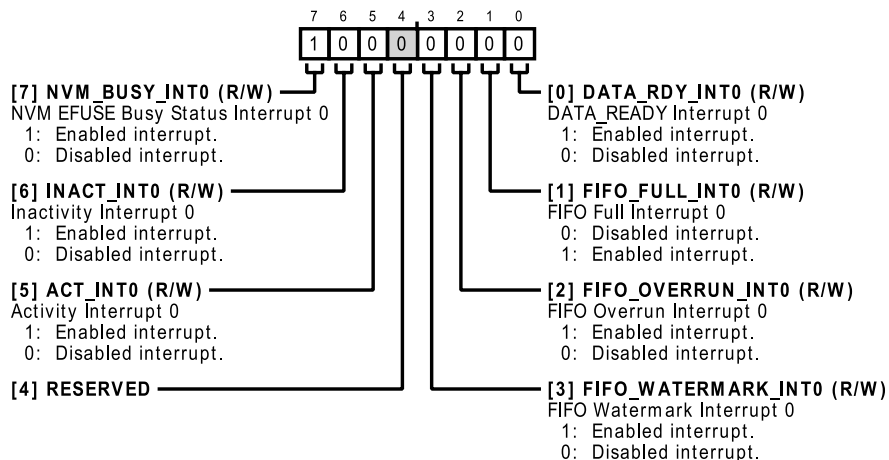 7 6 5 4 3 2 1 0
1 0 0 0 0 0 0 0
[7] NVM_BUSY_INT0 (R/W)
NVM EFUSE Busy Status Interrupt 0
1: Enabled interrupt.
0: Disabled interrupt.
[6] INACT_INT0 (R/W)
Inactivity Interrupt 0
1: Enabled interrupt.
0: Disabled interrupt.
[5] ACT_INT0 (R/W)
Activity Interrupt 0
1: Enabled interrupt.
0: Disabled interrupt.
[4] RESERVED
[0] DATA_RDY_INT0 (R/W)
DATA_READY Interrupt 0
1: Enabled interrupt.
0: Disabled interrupt.
[1] FIFO_FULL_INT0 (R/W)
FIFO Full Interrupt 0
0: Disabled interrupt.
1: Enabled interrupt.
[2] FIFO_OVERRUN_INT0 (R/W)
FIFO Overrun Interrupt 0
1: Enabled interrupt.
0: Disabled interrupt.
[3] FIFO_WATERMARK_INT0 (R/W)
FIFO Watermark Interrupt 0
1: Enabled interrupt.
0: Disabled interrupt.